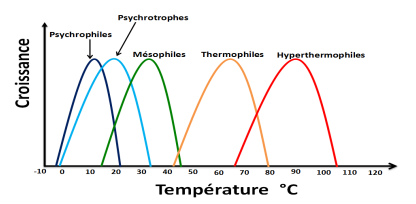 Psychrotrophes
Psychrophiles
Mésophiles Thermophiles Hyperthermophiles
Croissance
-10 0 10 20 30 40 50 60 70 80 90 100 110 120
Température °C